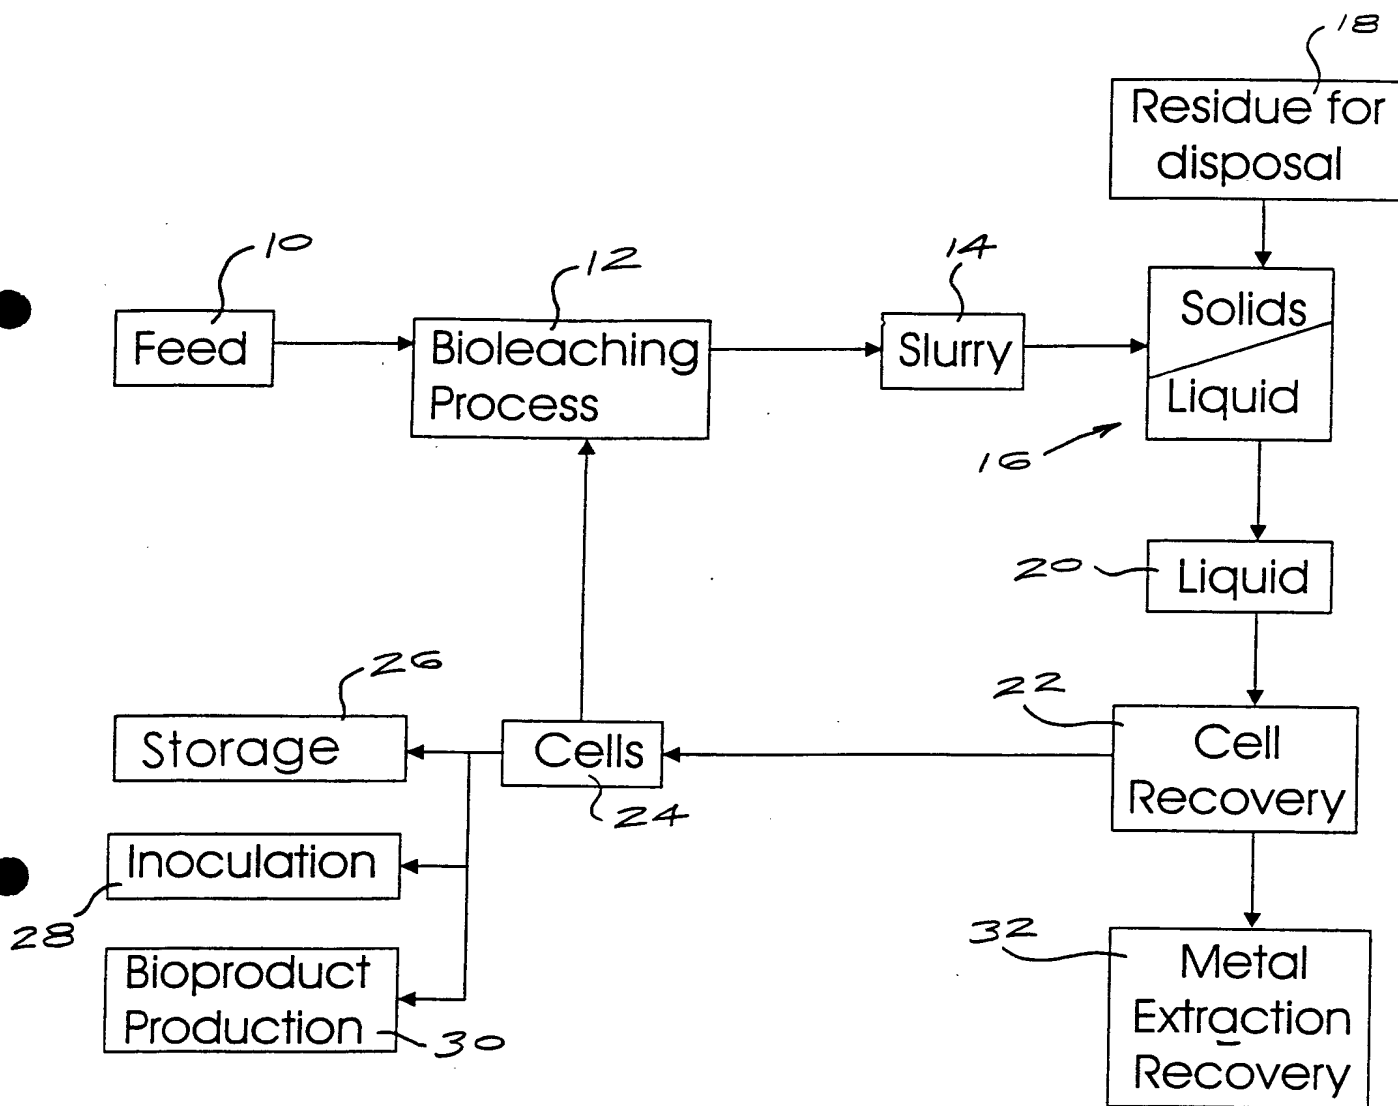 18
Residue for
disposal
10
12
14
Feed
Bioleaching
Process
Slurry
Solids
Liquid
16
20
Liquid
26
22
Storage
Cells
24
Cell
Recovery
Inoculation
28
32
Bioproduct
Production
30
Metal
Extraction
Recovery